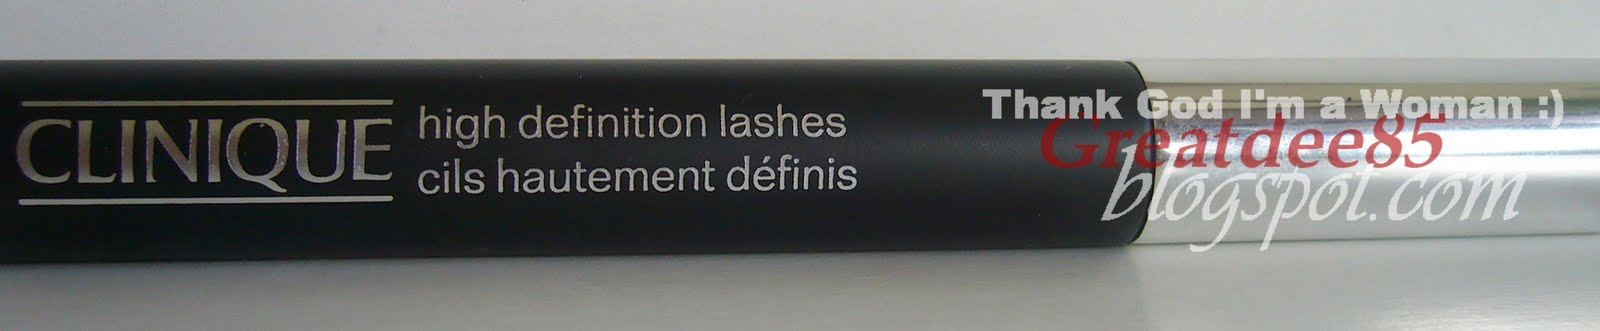 CLINIQUE
high definition lashes
cils hautement définis
Thank God I'm a Woman :)
Greatdee85
blogspot.com